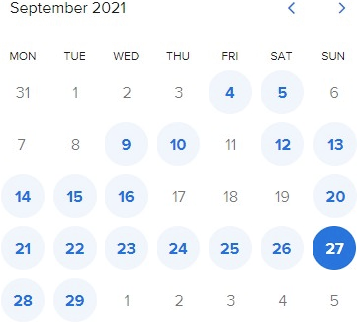 September 2021
MON TUE WED THU FRI SAT SUN
31 1 2 3 4 5 6
7 8 9 10 11 12 13
14 15 16 17 18 19 20
21 22 23 24 25 26 27
28 29 1 2 3 4 5